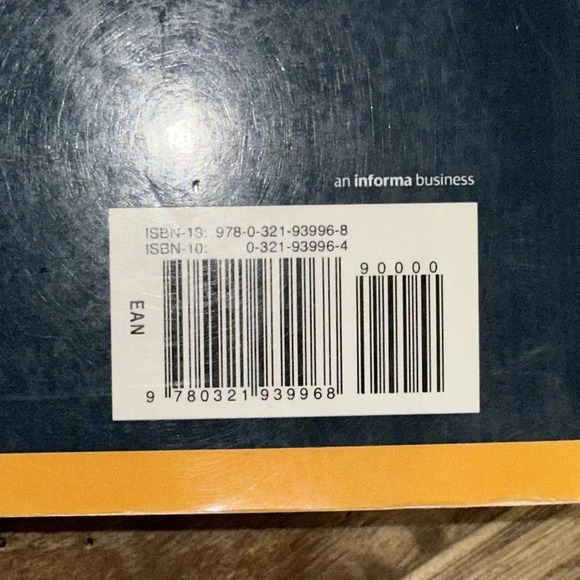 an informa business
ISBN-13: 978-0-321-93996-8
ISBN-10: 0-321-93996-4
90000
EAN
9 780321 939968